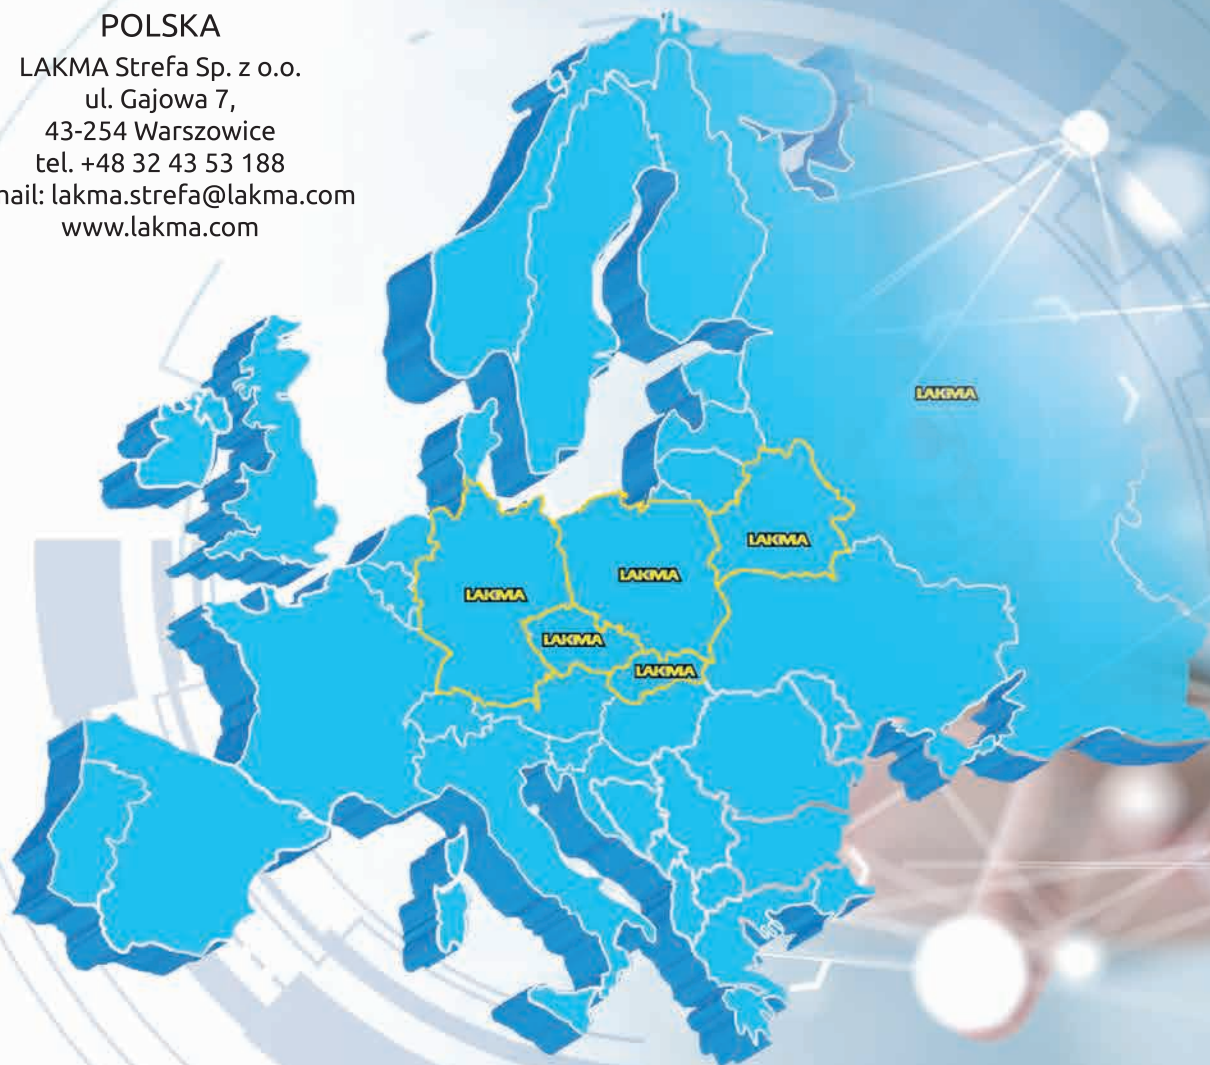 POLSKA
LAKMA Strefa Sp. z o.o.
ul. Gajowa 7,
43-254 Warszowice
tel. +48 32 43 53 188
nail: lakma.strefa@lakma.com
www.lakma.com
LAKMA
LAKMA
LAKMA
LAKMA
LAKMA
LAKMA